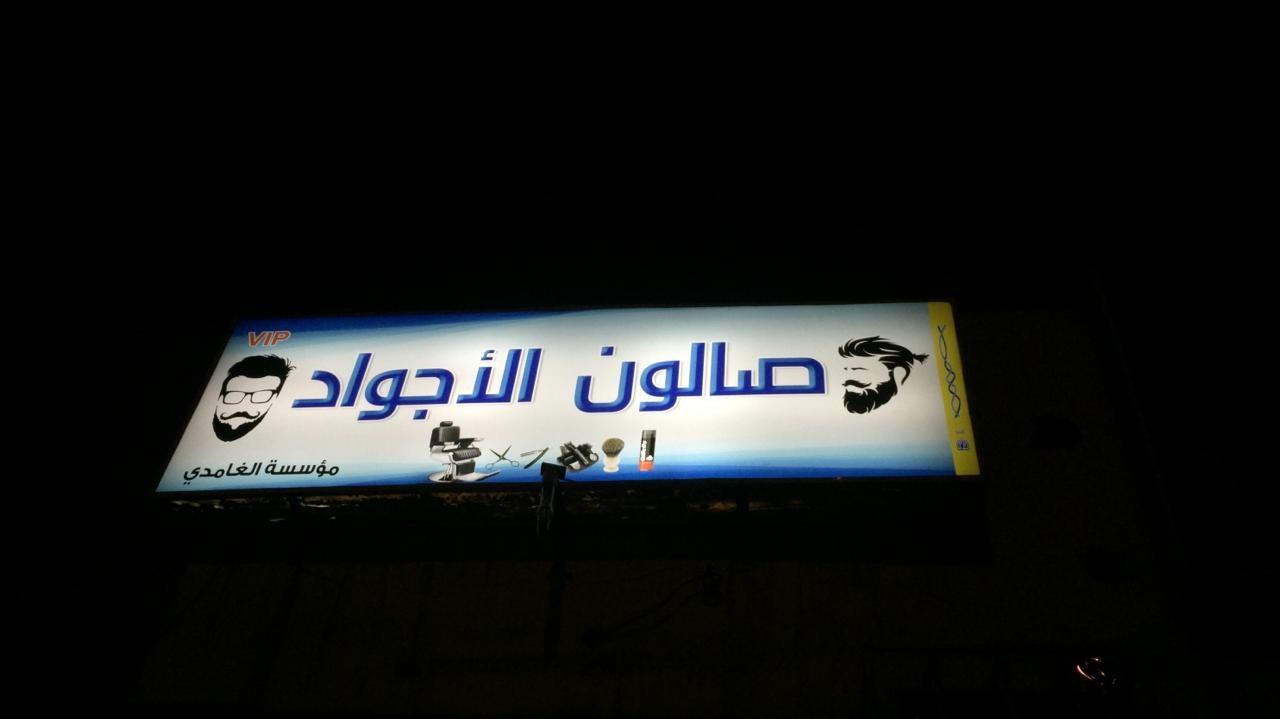 VIP
صالون الأجواد
مؤسسة الغامدي